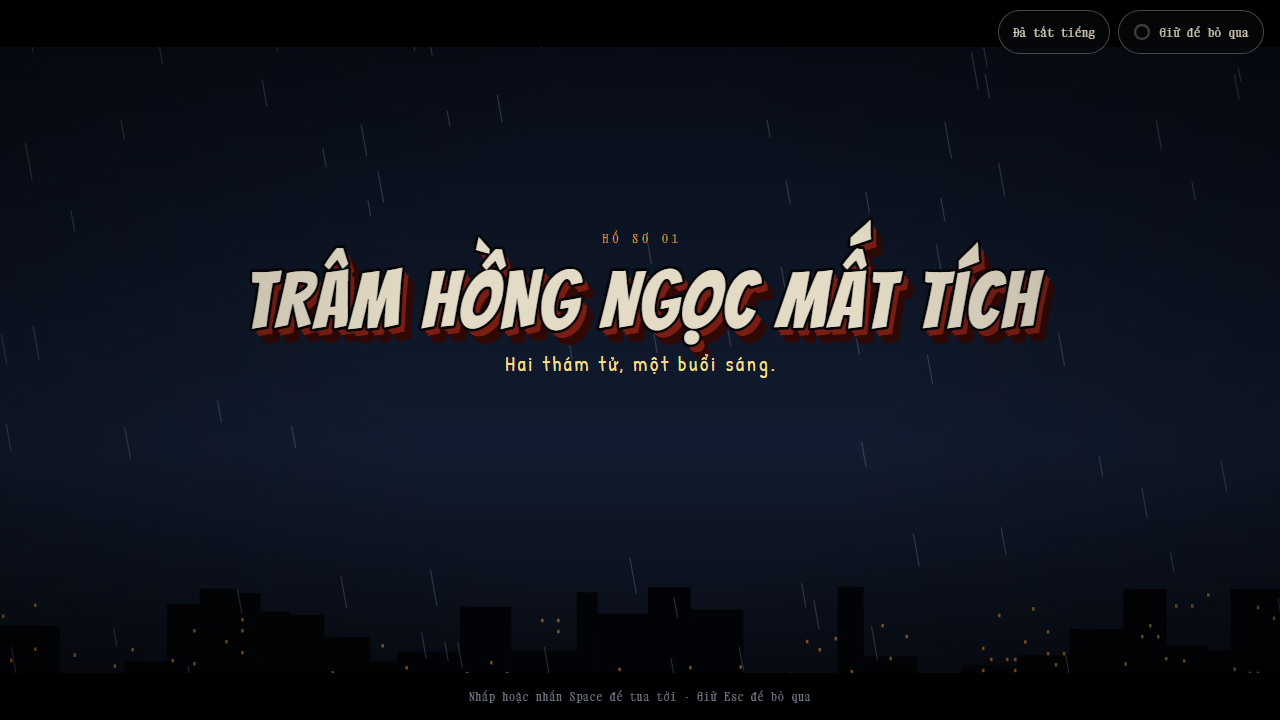 Đã tắt tiếng
Giữ để bỏ qua
HỒ SƠ 01
TRÂM HỒNG NGỌC MẤT TÍCH
Hai thám tử, một buổi sáng.
Nhấp hoặc nhấn Space để tua tới · Giữ Esc để bỏ qua